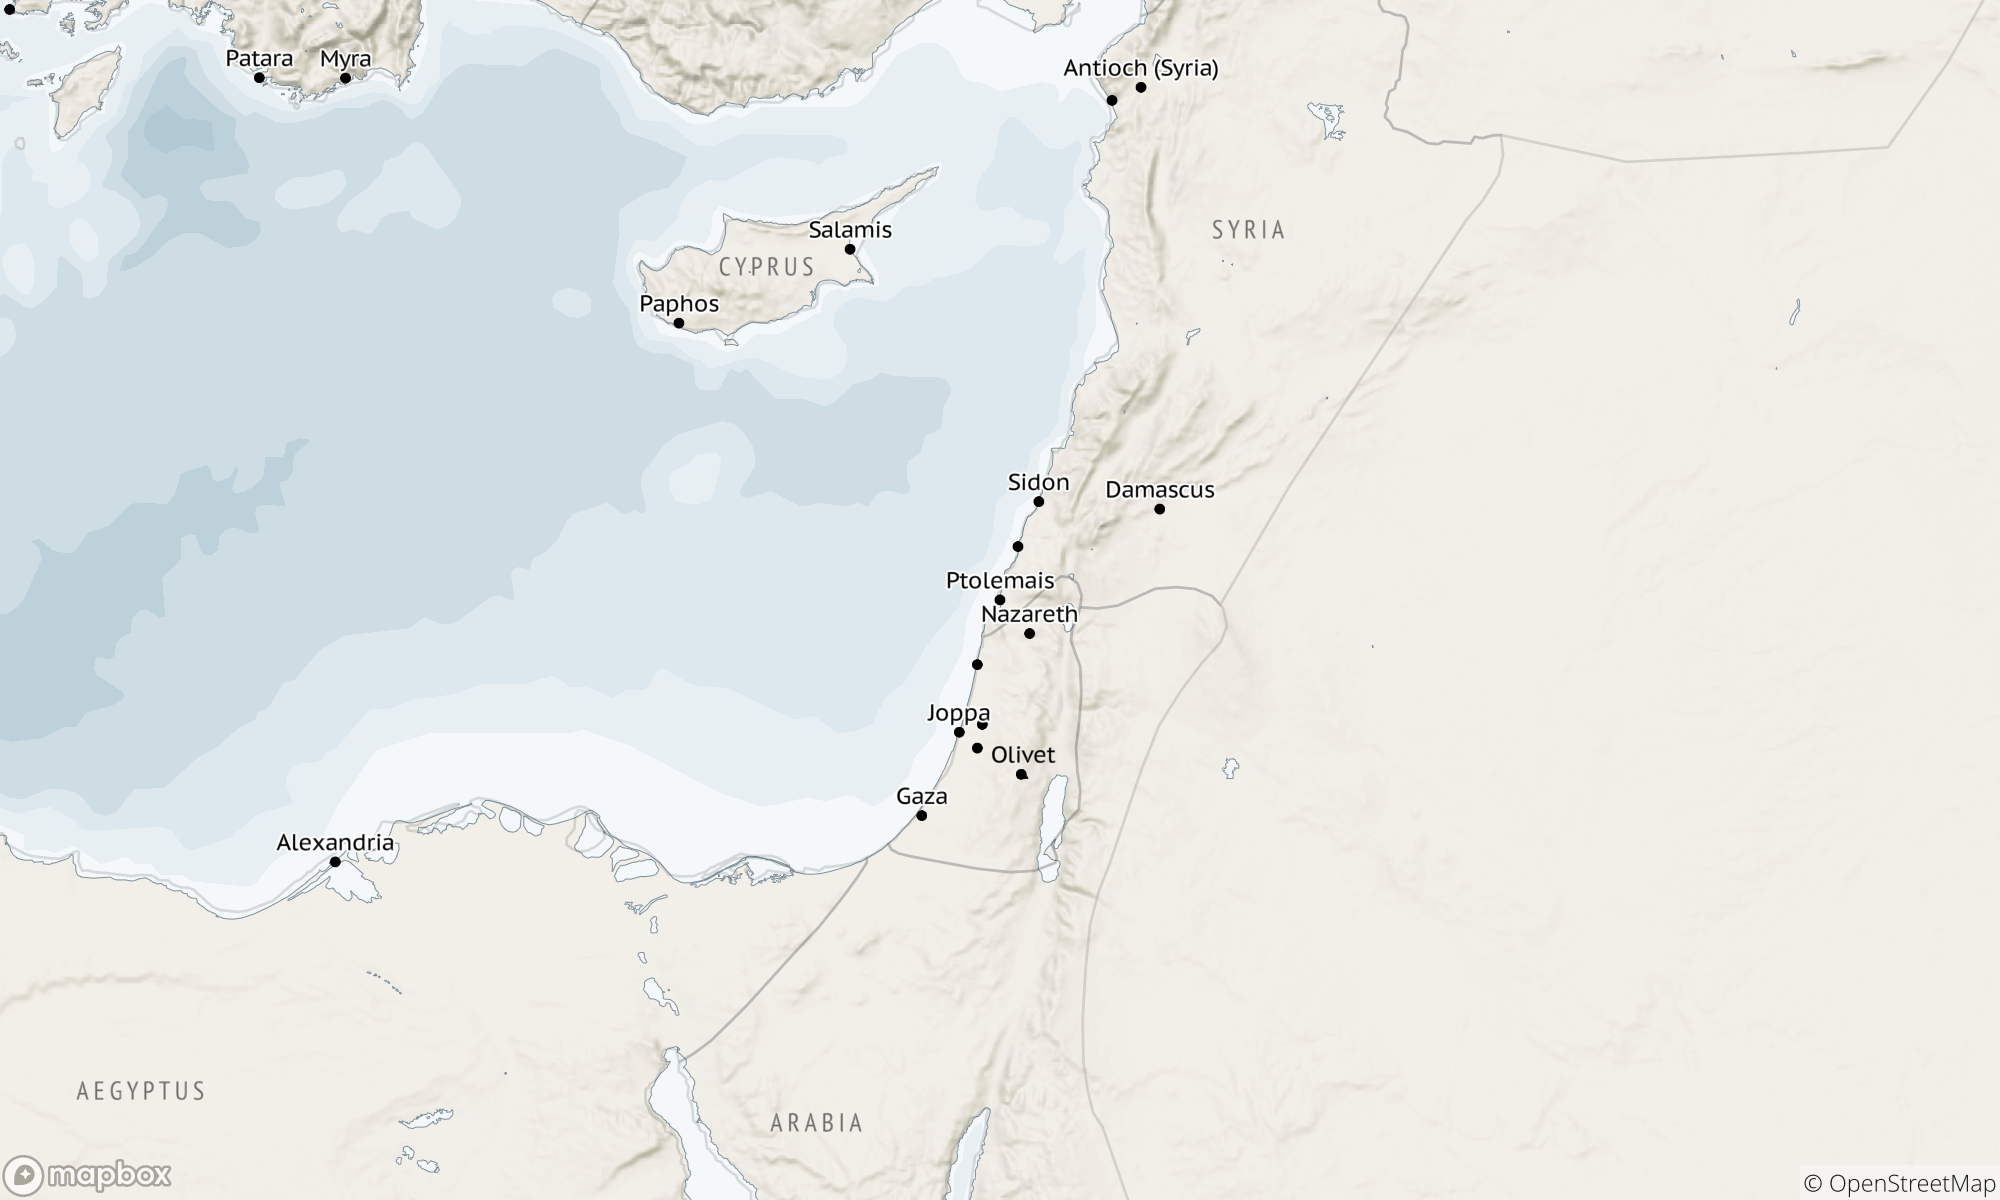 Patara
Myra
Antioch (Syria)
SYRIA
Salamis
CYPRUS
Paphos
Sidon
Damascus
Ptolemais
Nazareth
Joppa
Olivet
Gaza
Alexandria
AEGYPTUS
ARABIA
mapbox
© OpenStreetMap